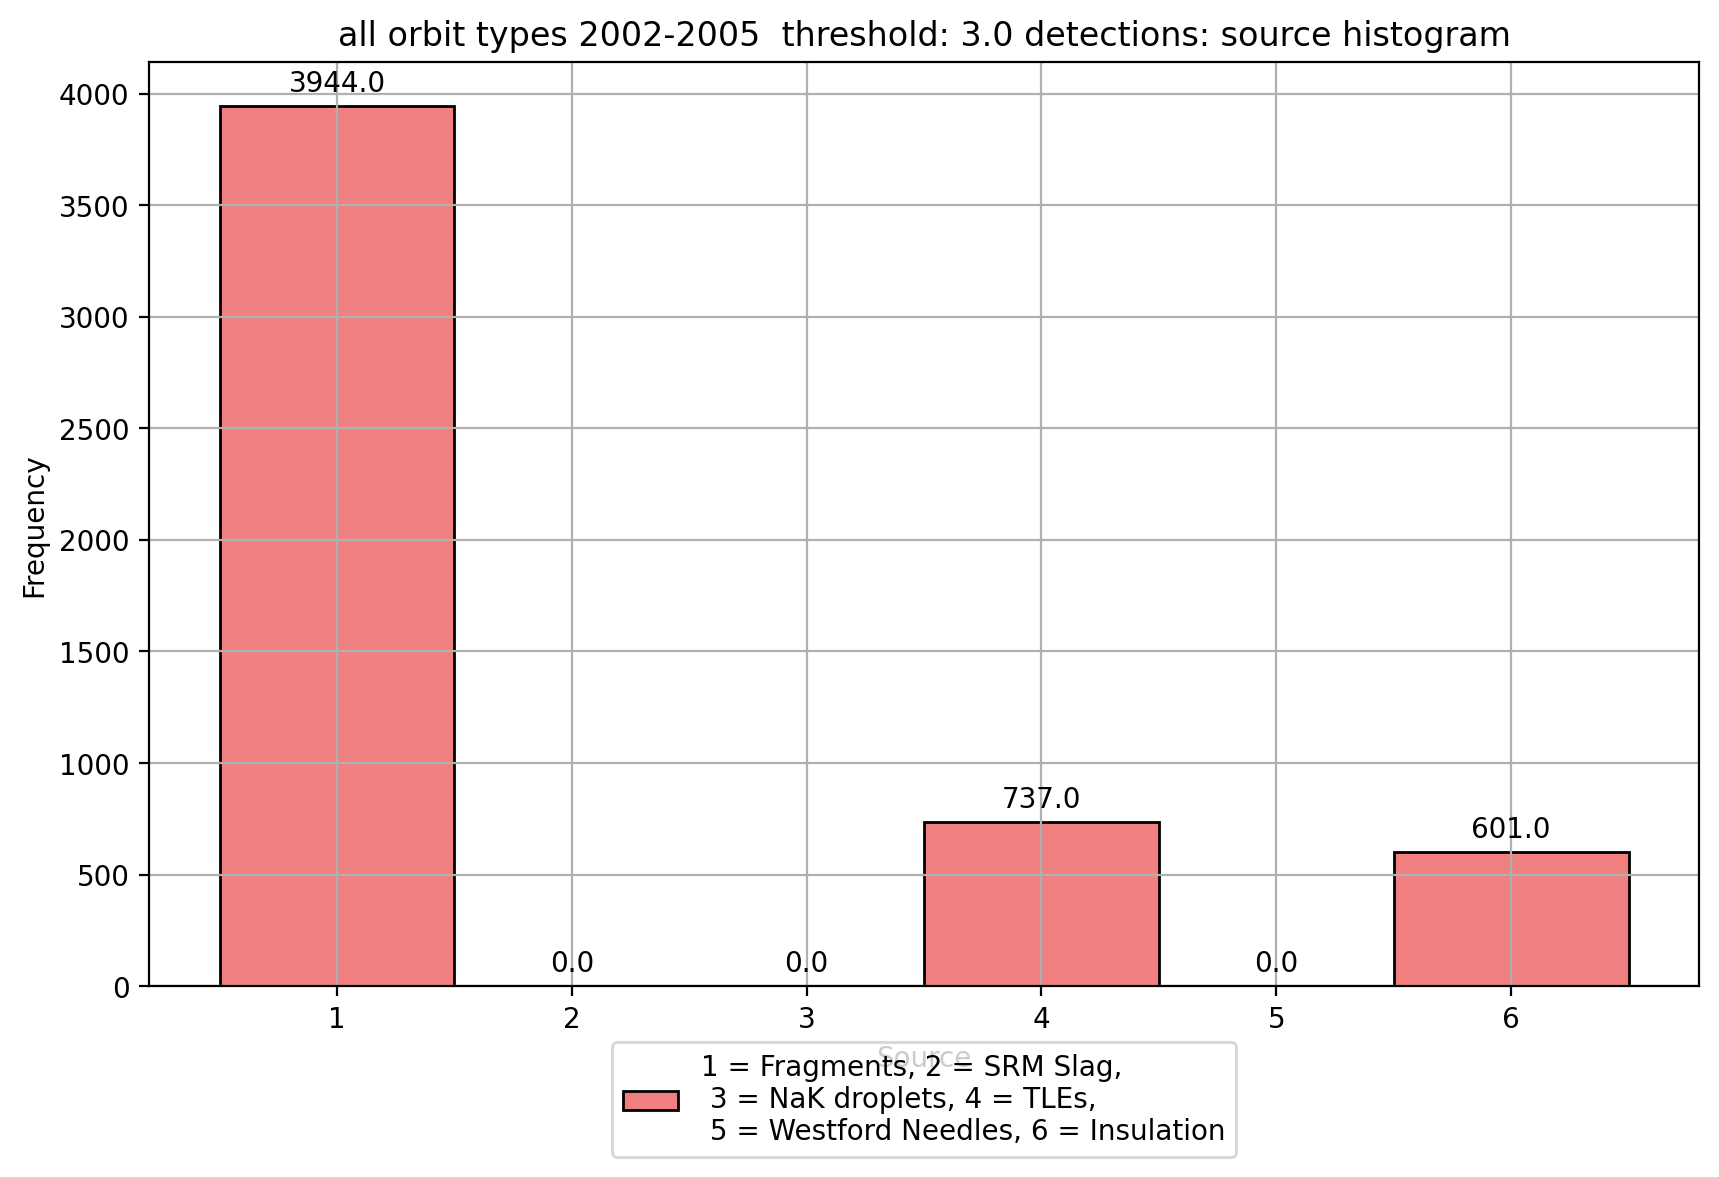 all orbit types 2002-2005  threshold: 3.0 detections: source histogram
Frequency
4000
3500
3000
2500
2000
1500
1000
500
0
3944.0
0.0
0.0
737.0
0.0
601.0
1 2 3 4 5 6
Source
1 = Fragments, 2 = SRM Slag,
3 = NaK droplets, 4 = TLEs,
5 = Westford Needles, 6 = Insulation